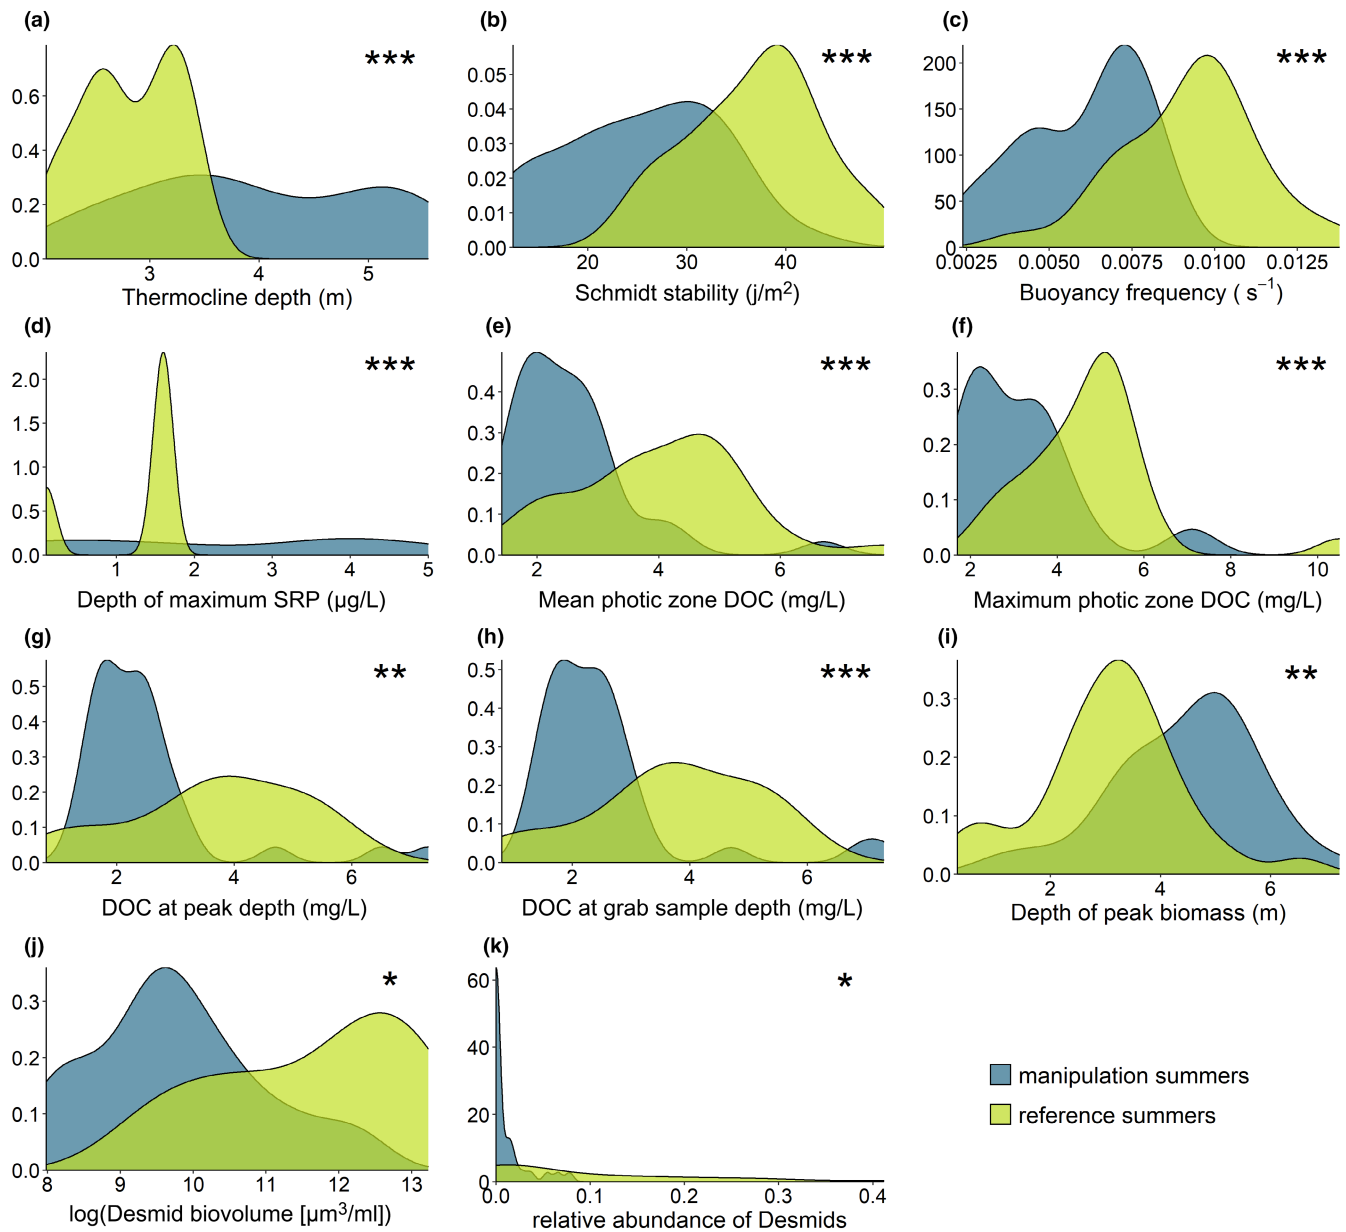 (a)
***
0.6
0.4
0.2
0.0
3 4 5
Thermocline depth (m)
(b)
***
0.05
0.04
0.03
0.02
0.01
0.00
20 30 40
Schmidt stability (j/m²)
(c)
***
200
150
100
50
0
0.0025 0.0050 0.0075 0.0100 0.0125
Buoyancy frequency ( s⁻¹)
(d)
***
2.0
1.5
1.0
0.5
0.0
1 2 3 4 5
Depth of maximum SRP (µg/L)
(e)
***
0.4
0.3
0.2
0.1
0.0
2 4 6
Mean photic zone DOC (mg/L)
(f)
***
0.3
0.2
0.1
0.0
2 4 6 8 10
Maximum photic zone DOC (mg/L)
(g)
**
0.5
0.4
0.3
0.2
0.1
0.0
2 4 6
DOC at peak depth (mg/L)
(h)
***
0.5
0.4
0.3
0.2
0.1
0.0
2 4 6
DOC at grab sample depth (mg/L)
(i)
**
0.3
0.2
0.1
0.0
2 4 6
Depth of peak biomass (m)
(j)
*
0.3
0.2
0.1
0.0
8 9 10 11 12 13
log(Desmid biovolume [µm³/ml])
(k)
*
60
40
20
0
0.0 0.1 0.2 0.3 0.4
relative abundance of Desmids
manipulation summers
reference summers